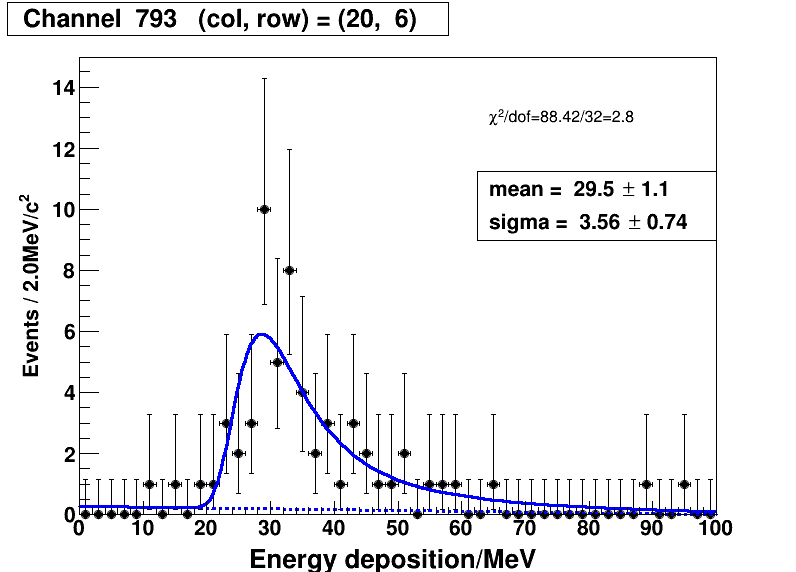 Channel 793 (col, row) = (20, 6)
χ²/dof=88.42/32=2.8
mean = 29.5 ± 1.1
sigma = 3.56 ± 0.74
Events / 2.0MeV/c²
14
12
10
8
6
4
2
0
0 10 20 30 40 50 60 70 80 90 100
Energy deposition/MeV